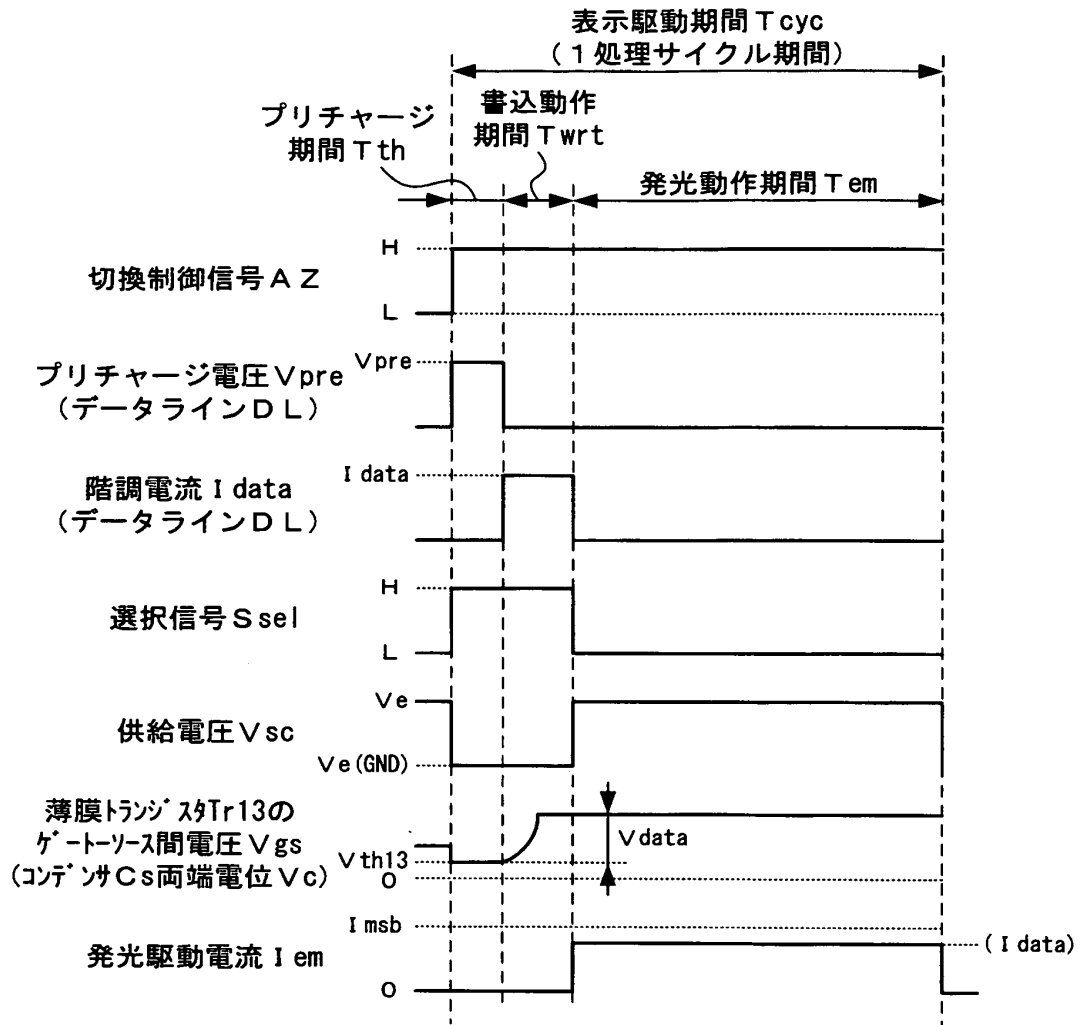 表示駆動期間Tcyc
(1処理サイクル期間)
プリチャージ
期間Tth
書込動作
期間Twrt
発光動作期間Tem
切換制御信号AZ
H
L
プリチャージ電圧Vpre
(データラインDL)
Vpre
階調電流Idata
(データラインDL)
Idata
選択信号Ssel
H
L
供給電圧Vsc
Ve
Ve(GND)
薄膜トランジスタTr13の
ゲート-ソース間電圧Vgs
(コンデンサCs両端電位Vc)
Vth13
0
Vdata
発光駆動電流Iem
Imsb
0
(Idata)